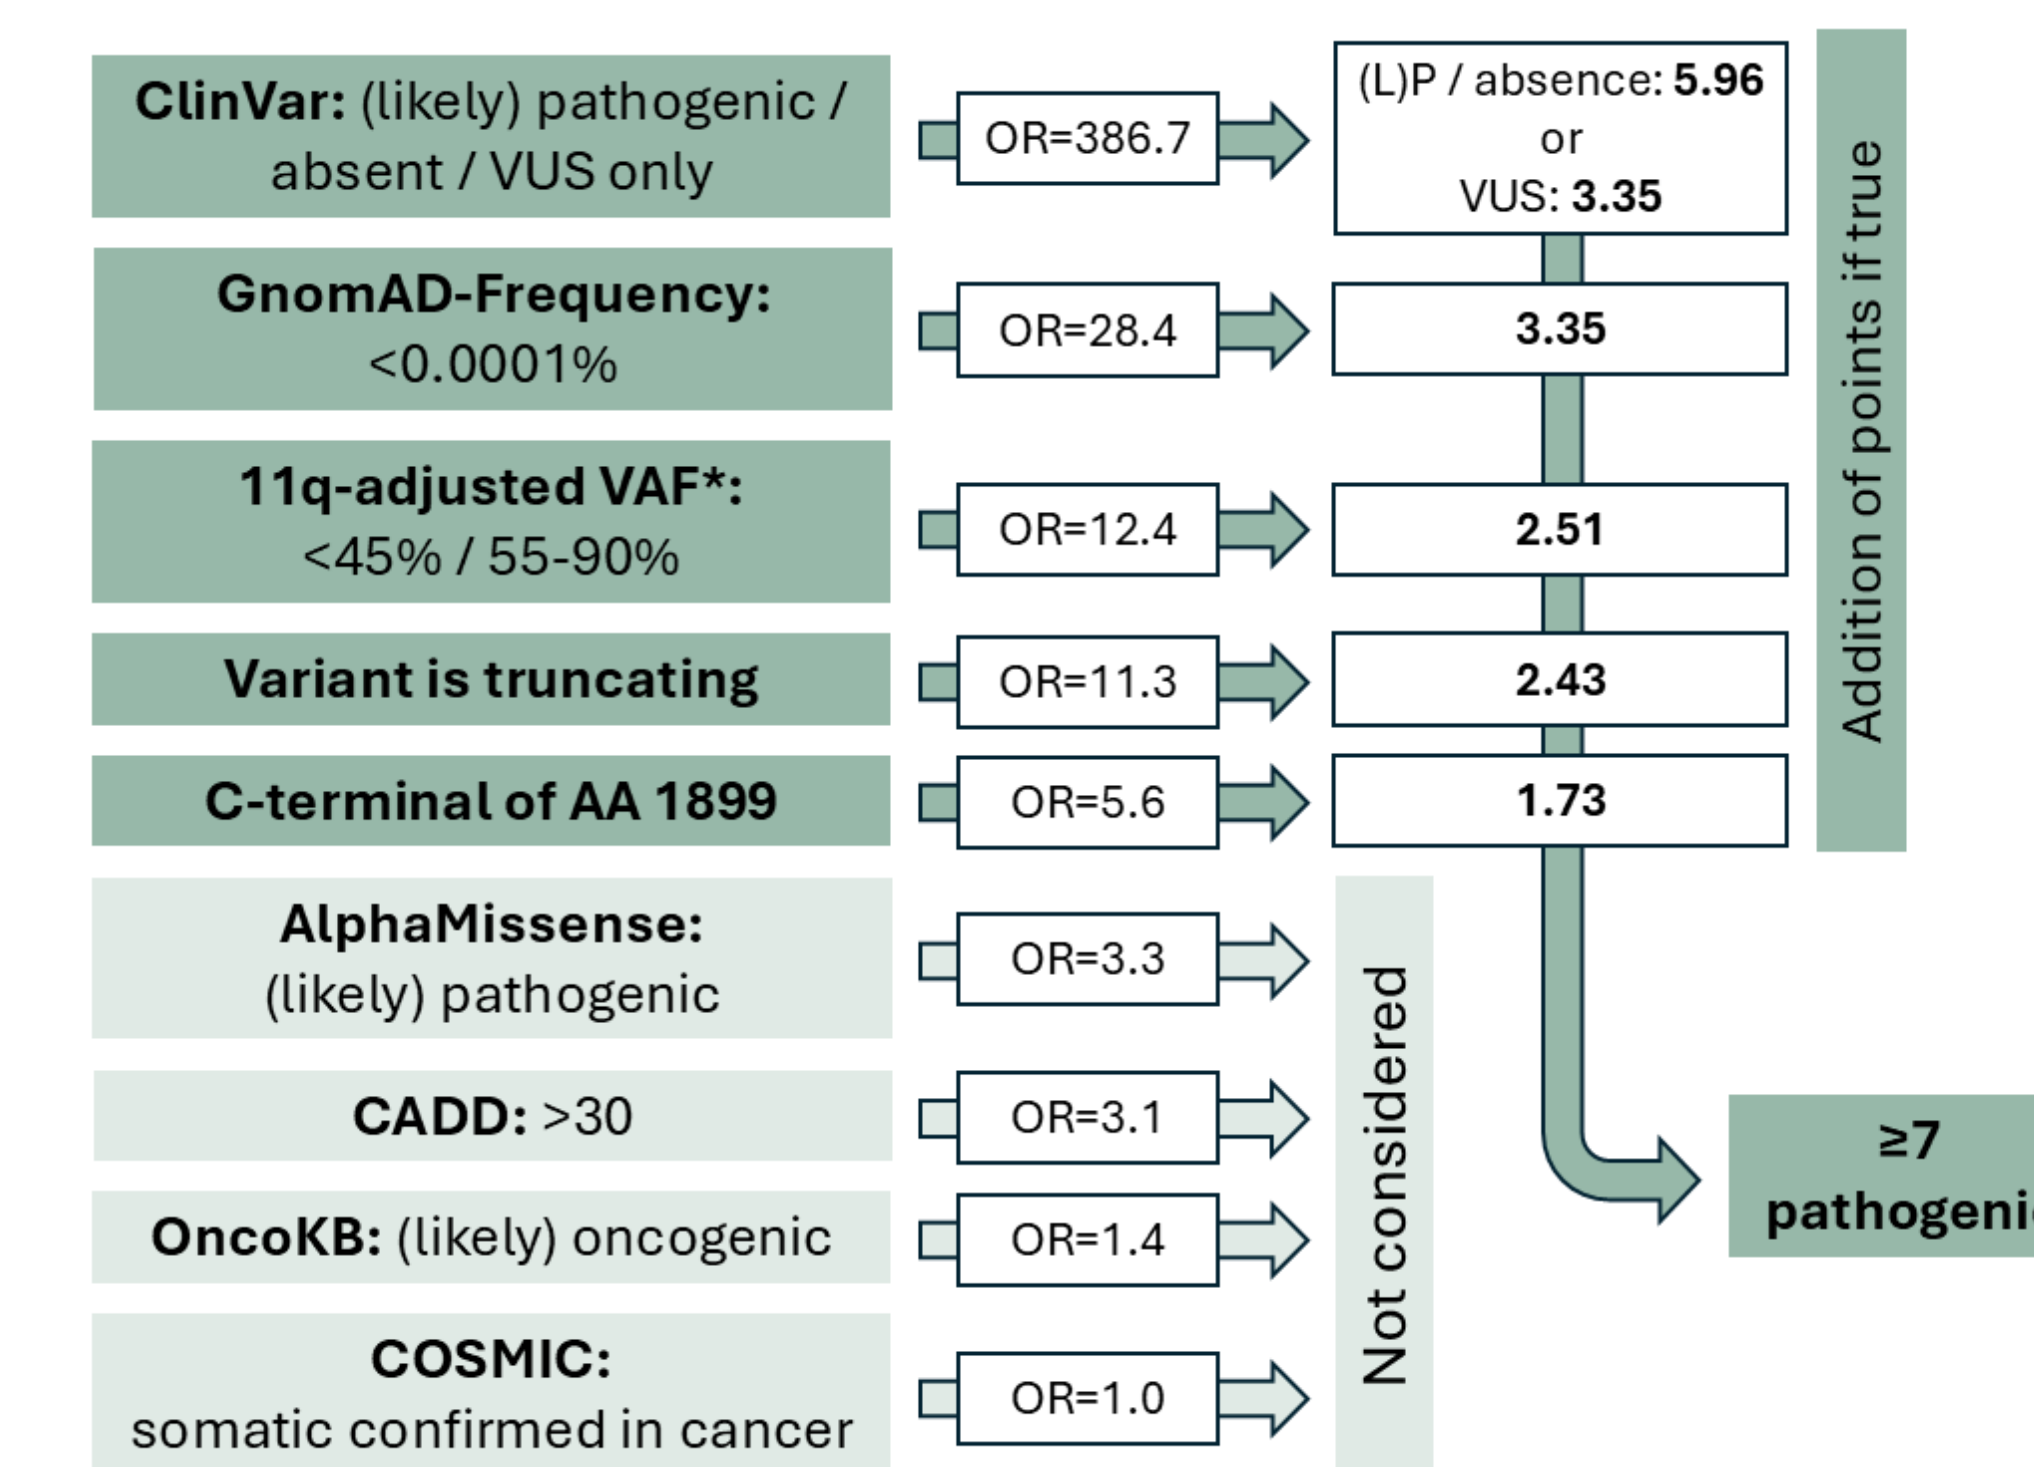 ClinVar: (likely) pathogenic /
absent / VUS only
OR=386.7
(L)P / absence: 5.96
or
VUS: 3.35
GnomAD-Frequency:
<0.0001%
OR=28.4
3.35
11q-adjusted VAF*:
<45% / 55-90%
OR=12.4
2.51
Variant is truncating
OR=11.3
2.43
C-terminal of AA 1899
OR=5.6
1.73
Addition of points if true
AlphaMissense:
(likely) pathogenic
OR=3.3
CADD: >30
OR=3.1
OncoKB: (likely) oncogenic
OR=1.4
COSMIC:
somatic confirmed in cancer
OR=1.0
Not considered
≥7
pathogenic